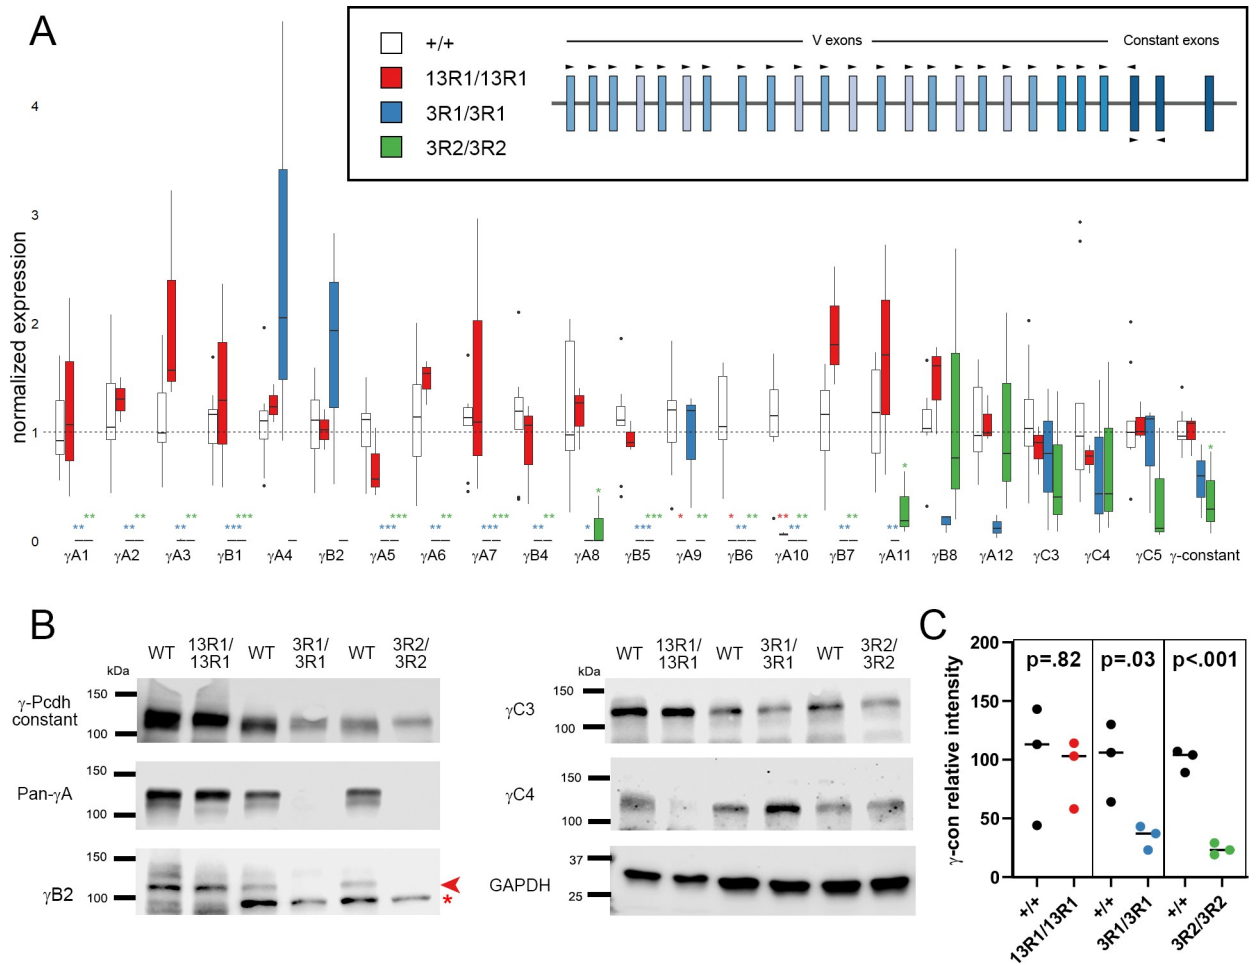 A
+/+
13R1/13R1
3R1/3R1
3R2/3R2
V exons
Constant exons
normalized expression
4
3
2
1
0
** ** ** ** ** ** *** *** *** *** ** ** *** *** ** ** * * *** *** * ** * ** ** ** ** ** ** ** ** * *
γA1 γA2 γA3 γB1 γA4 γB2 γA5 γA6 γA7 γB4 γA8 γB5 γA9 γB6 γA10 γB7 γA11 γB8 γA12 γC3 γC4 γC5 γ-constant
B
kDa
WT 13R1/13R1 WT 3R1/3R1 WT 3R2/3R2
γ-Pcdh constant
150
100
Pan-γA
150
100
γB2
150
100
*
WT 13R1/13R1 WT 3R1/3R1 WT 3R2/3R2
kDa
γC3
150
100
γC4
150
100
GAPDH
37
25
C
γ-con relative intensity
200
150
100
50
0
p=.82 p=.03 p<.001
+/+ 13R1/13R1 +/+ 3R1/3R1 +/+ 3R2/3R2